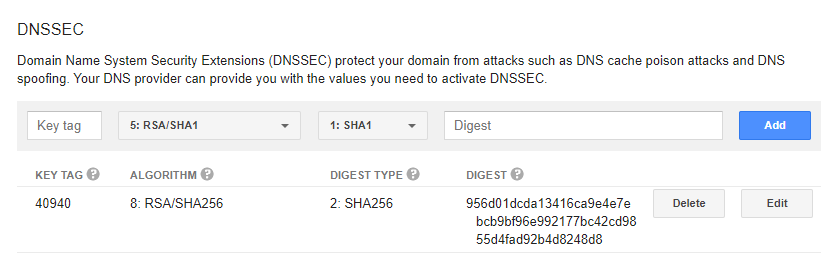 DNSSEC
Domain Name System Security Extensions (DNSSEC) protect your domain from attacks such as DNS cache poison attacks and DNS
spoofing. Your DNS provider can provide you with the values you need to activate DNSSEC.
Key tag 5: RSA/SHA1 1: SHA1 Digest Add
KEY TAG ? ALGORITHM ? DIGEST TYPE ? DIGEST ?
40940 8: RSA/SHA256 2: SHA256 956d01dcda13416ca9e4e7e Delete Edit
bcb9bf96e992177bc42cd98
55d4fad92b4d8248d8